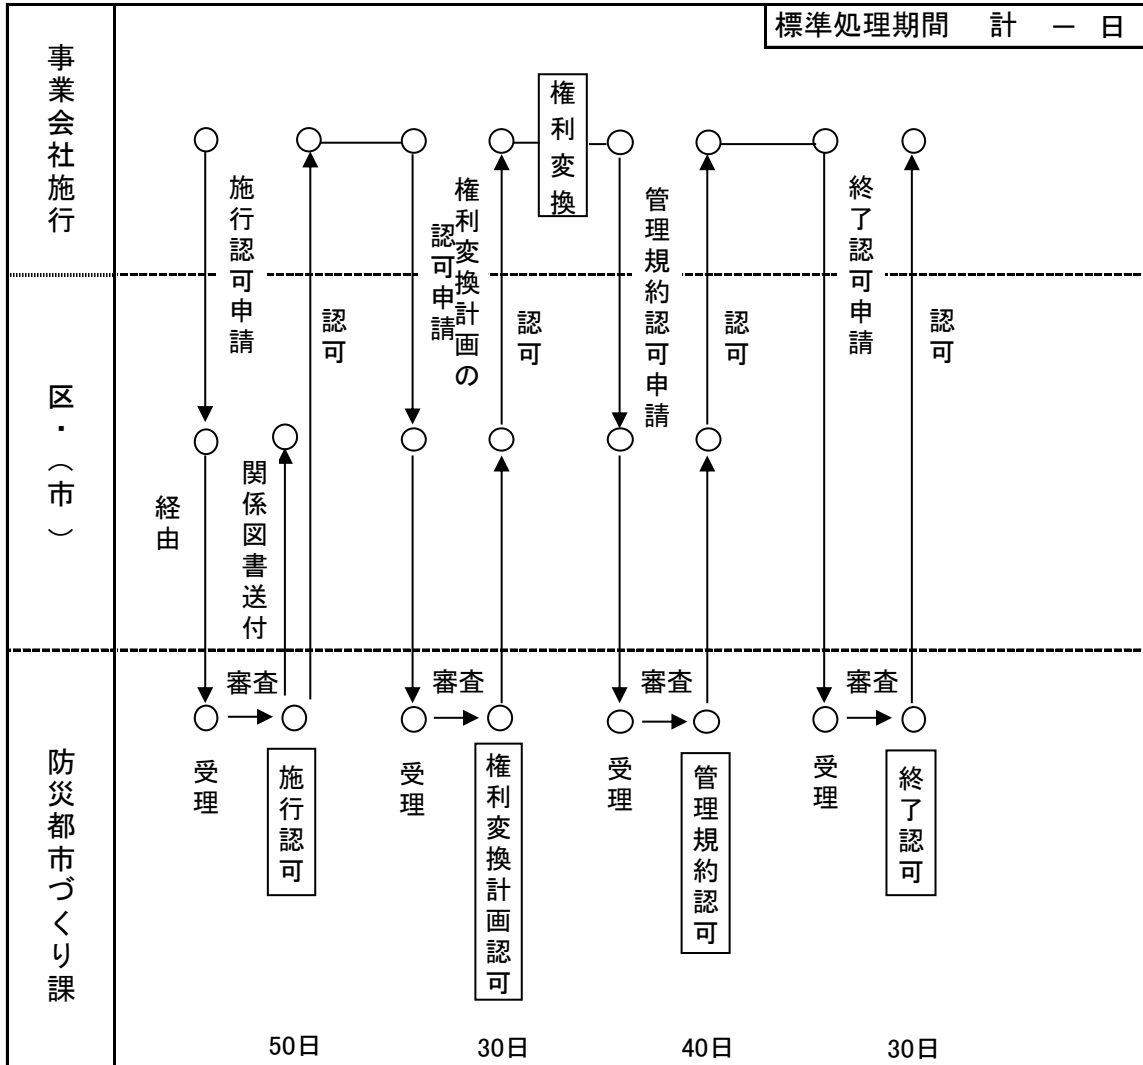 標準処理期間 計 － 日
事業会社施行
施行認可申請
認可
権利変換計画の
認可申請
認可
権利変換
管理規約認可申請
認可
終了認可申請
認可
区・（市）
経由
関係図書送付
防災都市づくり課
審査
審査
審査
審査
受理
施行認可
受理
権利変換計画認可
受理
管理規約認可
受理
終了認可
50日
30日
40日
30日